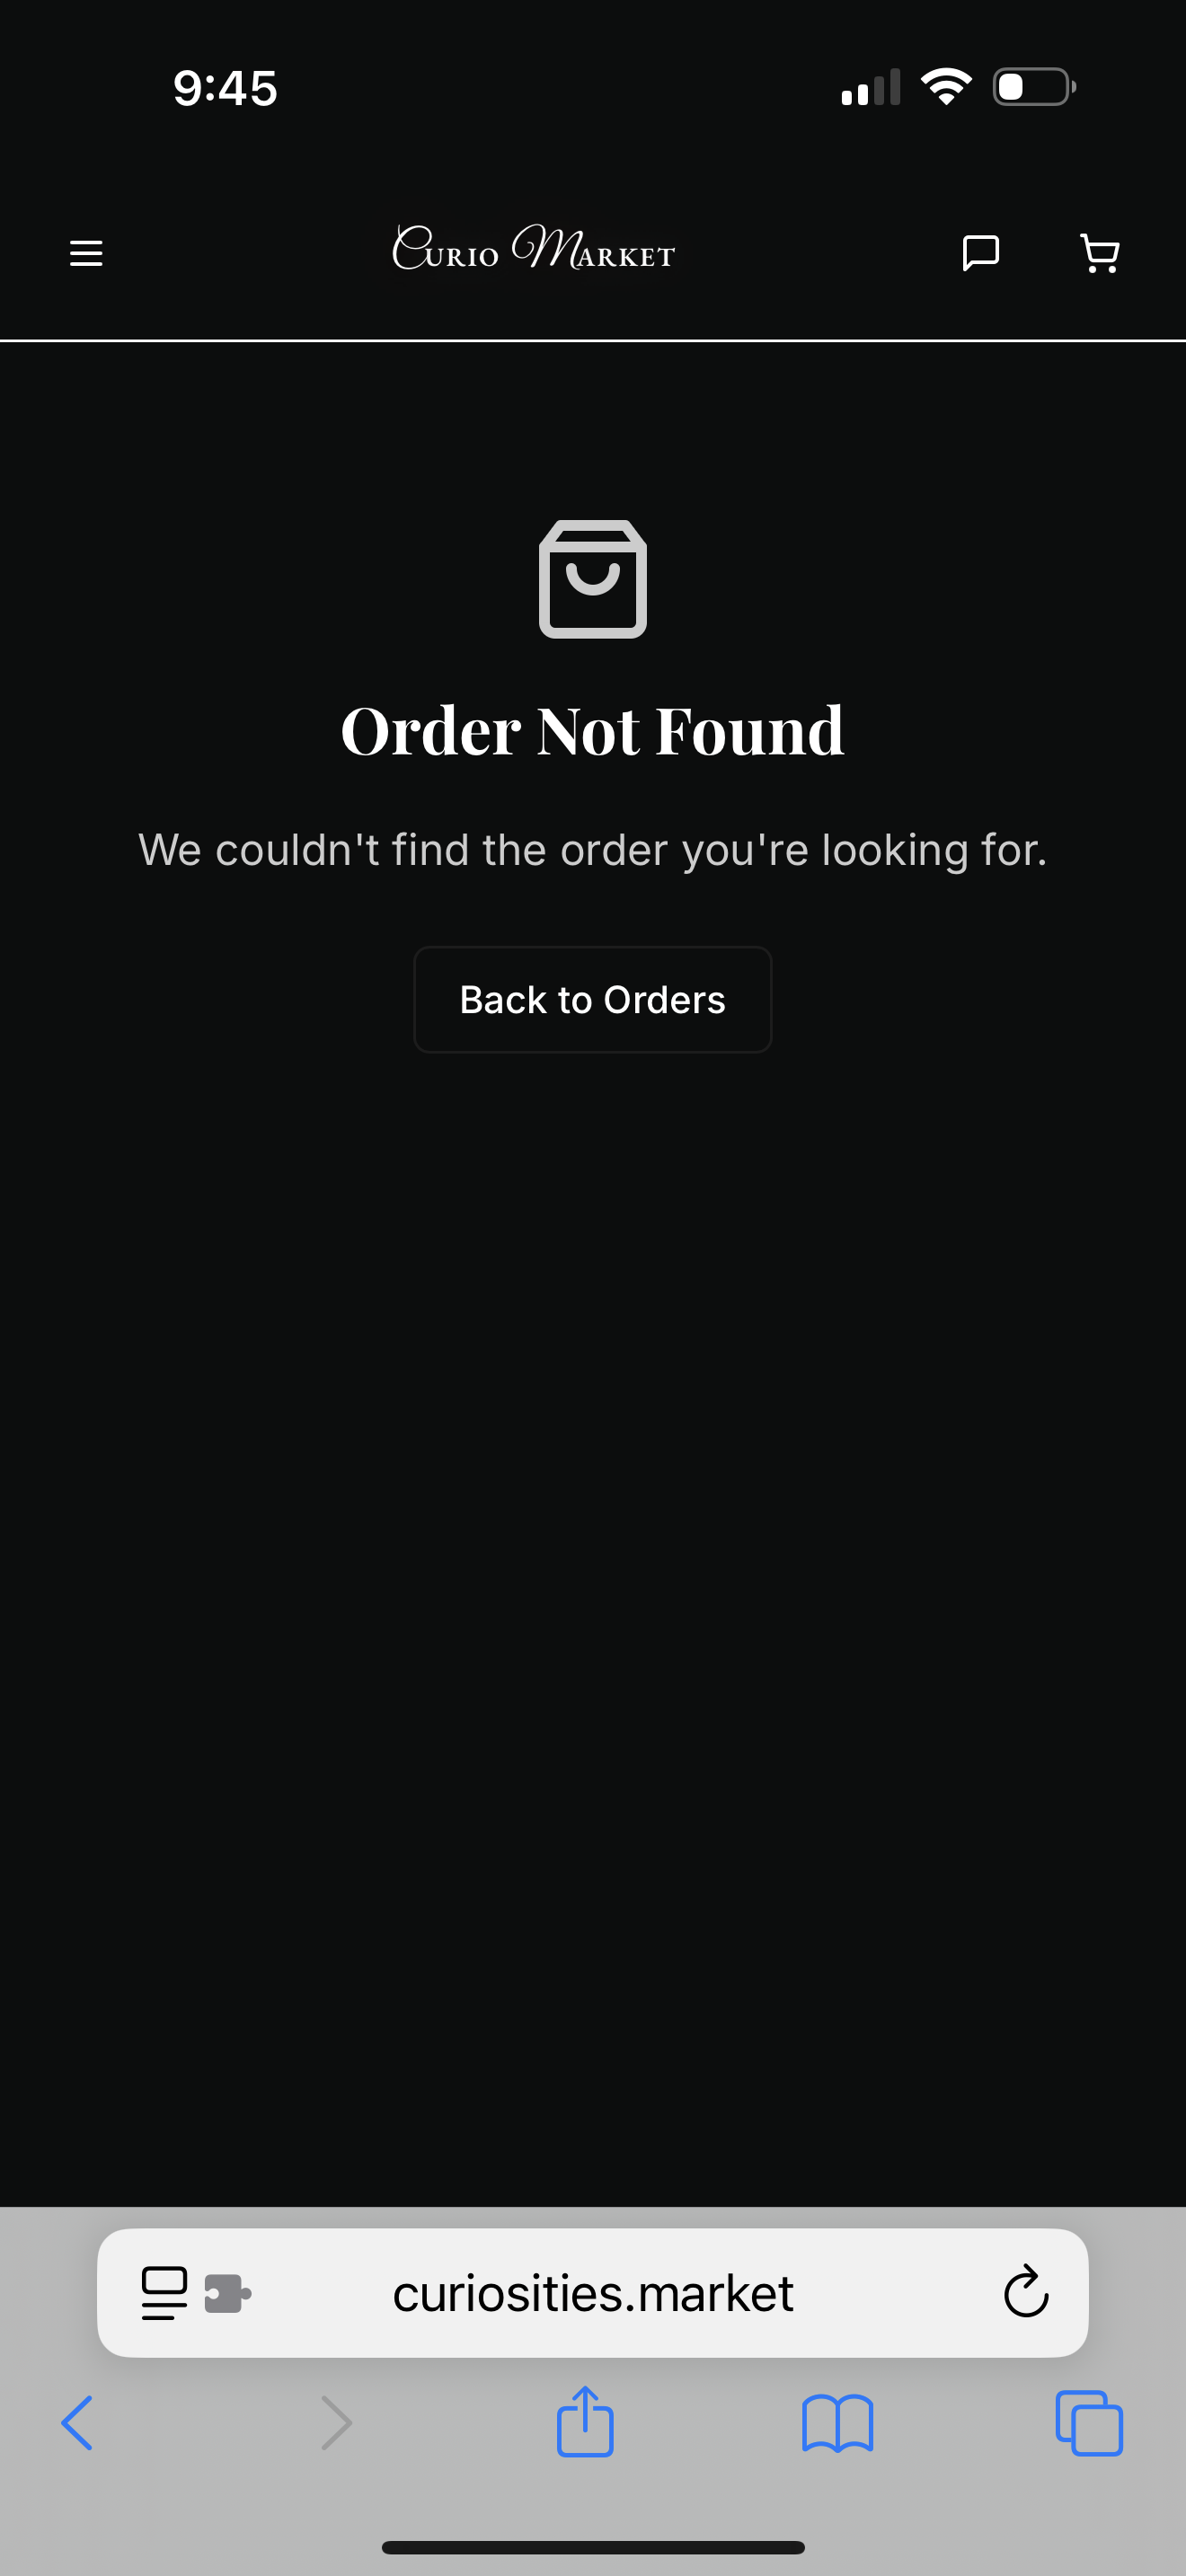 9:45
Curio Market
Order Not Found
We couldn't find the order you're looking for.
Back to Orders
curiosities.market